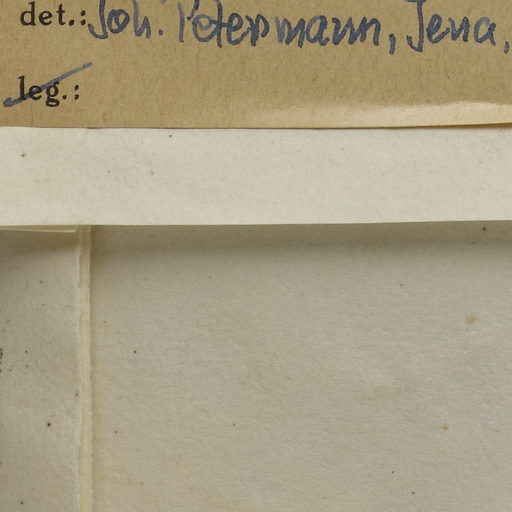 det.: Joh. Petermann, Jena,
leg.: